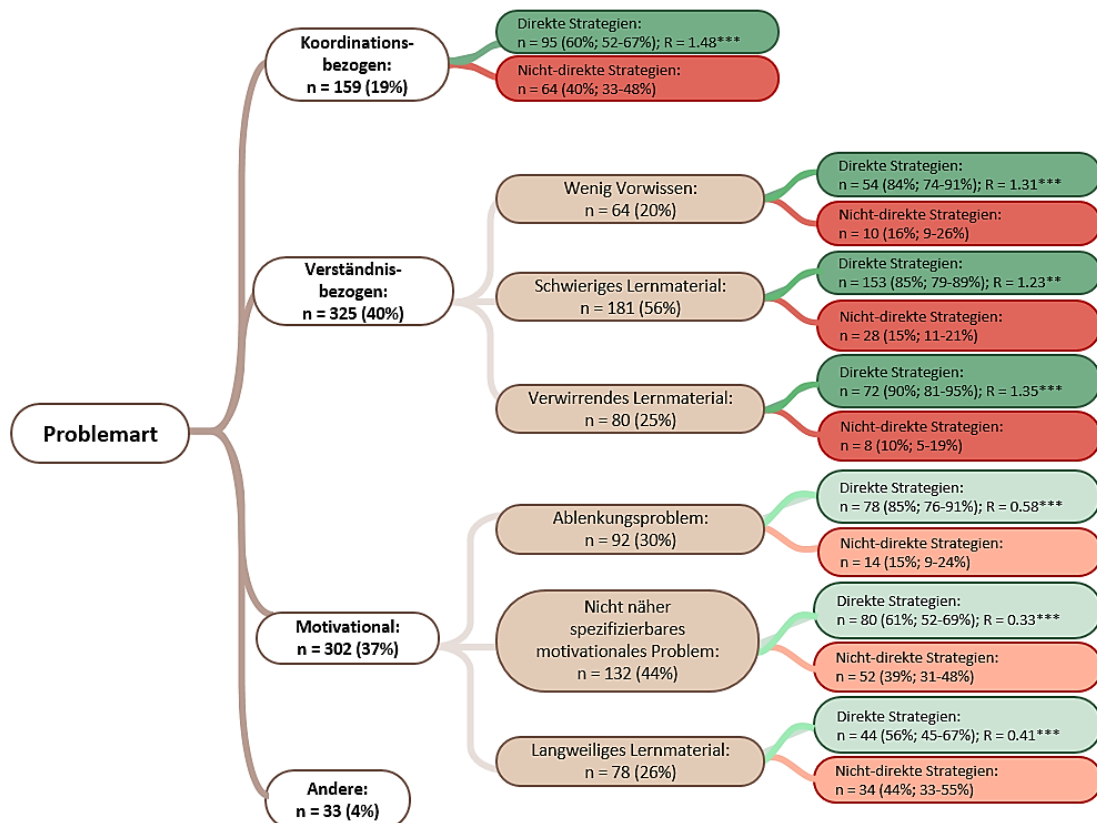 Problemart
Koordinations-
bezogen:
n = 159 (19%)
Direkte Strategien:
n = 95 (60%; 52-67%); R = 1.48***
Nicht-direkte Strategien:
n = 64 (40%; 33-48%)
Verständnis-
bezogen:
n = 325 (40%)
Wenig Vorwissen:
n = 64 (20%)
Direkte Strategien:
n = 54 (84%; 74-91%); R = 1.31***
Nicht-direkte Strategien:
n = 10 (16%; 9-26%)
Schwieriges Lernmaterial:
n = 181 (56%)
Direkte Strategien:
n = 153 (85%; 79-89%); R = 1.23**
Nicht-direkte Strategien:
n = 28 (15%; 11-21%)
Verwirrendes Lernmaterial:
n = 80 (25%)
Direkte Strategien:
n = 72 (90%; 81-95%); R = 1.35***
Nicht-direkte Strategien:
n = 8 (10%; 5-19%)
Motivational:
n = 302 (37%)
Ablenkungsproblem:
n = 92 (30%)
Direkte Strategien:
n = 78 (85%; 76-91%); R = 0.58***
Nicht-direkte Strategien:
n = 14 (15%; 9-24%)
Nicht näher
spezifizierbares
motivationales Problem:
n = 132 (44%)
Direkte Strategien:
n = 80 (61%; 52-69%); R = 0.33***
Nicht-direkte Strategien:
n = 52 (39%; 31-48%)
Langweiliges Lernmaterial:
n = 78 (26%)
Direkte Strategien:
n = 44 (56%; 45-67%); R = 0.41***
Nicht-direkte Strategien:
n = 34 (44%; 33-55%)
Andere:
n = 33 (4%)